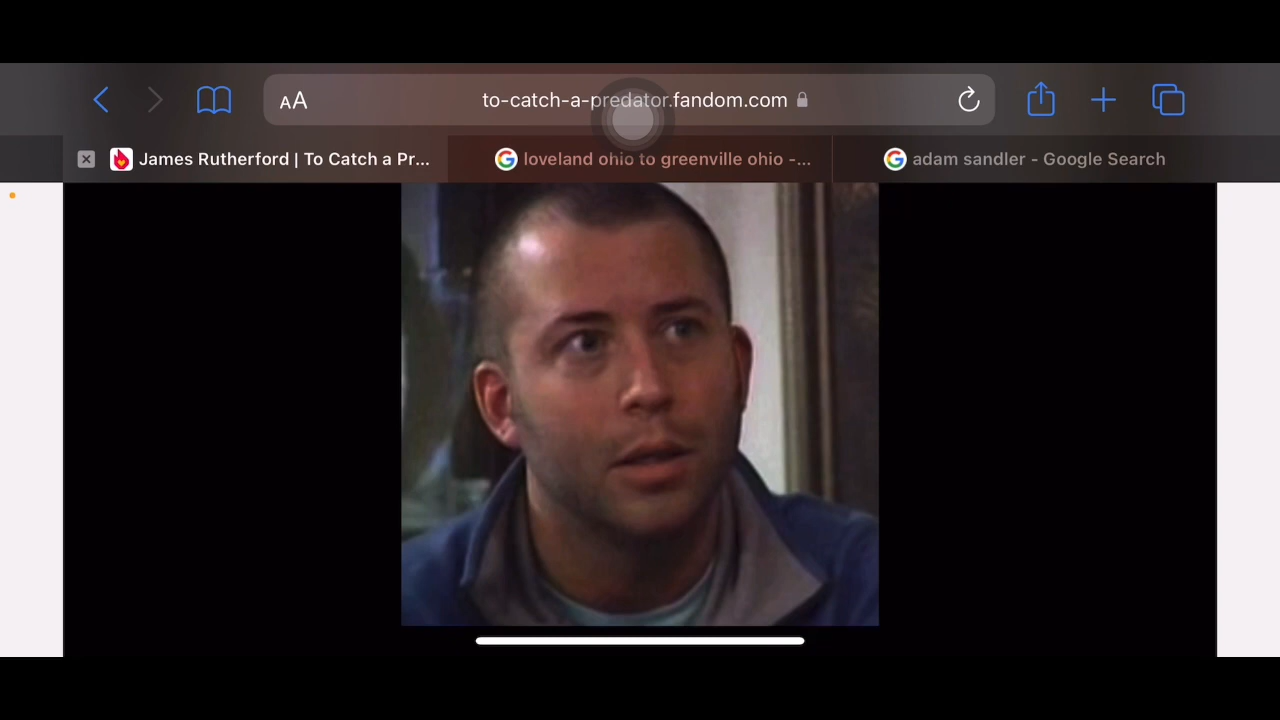 AA
to-catch-a-predator.fandom.com
James Rutherford | To Catch a Pr...
loveland ohio to greenville ohio -...
adam sandler - Google Search